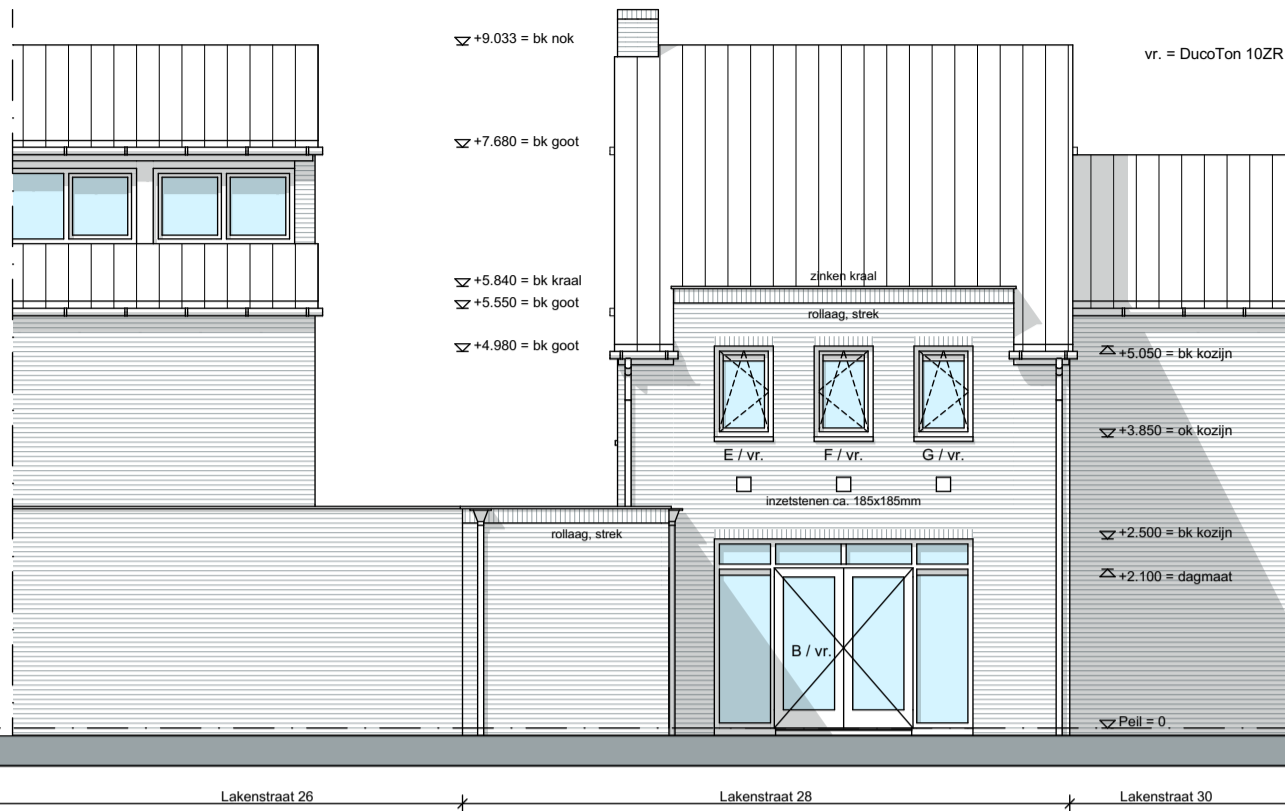 +9.033 = bk nok
vr. = DucoTon 10ZR
+7.680 = bk goot
+5.840 = bk kraal
+5.550 = bk goot
+4.980 = bk goot
zinken kraal
rollaag, strek
+5.050 = bk kozijn
+3.850 = ok kozijn
E / vr.
F / vr.
G / vr.
inzetstenen ca. 185x185mm
rollaag, strek
+2.500 = bk kozijn
+2.100 = dagmaat
B / vr.
Peil = 0
Lakenstraat 26
Lakenstraat 28
Lakenstraat 30